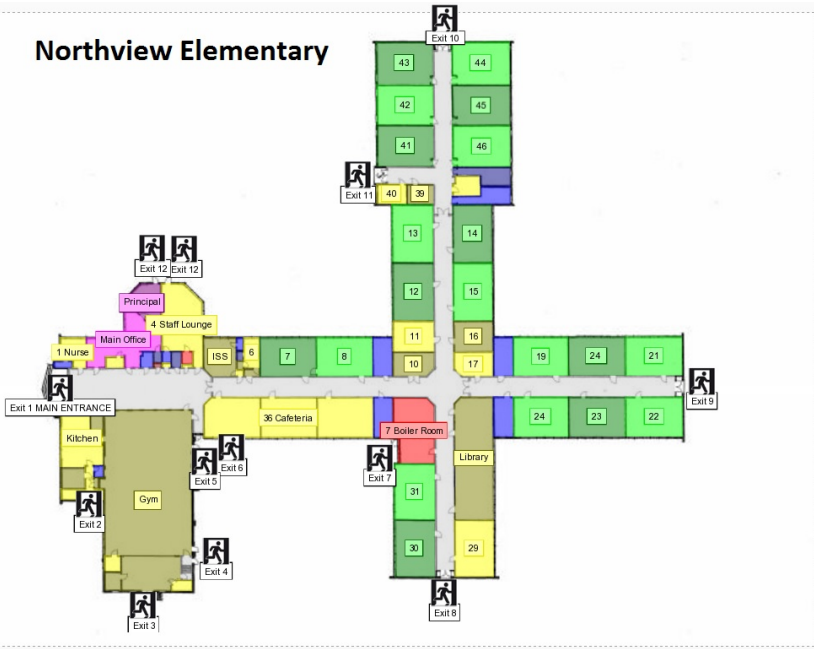 Northview Elementary
Exit 10
43
44
42
45
41
46
Exit 11
40
39
13
14
Exit 12
Exit 12
12
15
Principal
4 Staff Lounge
Main Office
11
16
1 Nurse
ISS
6
7
8
10
17
19
24
21
Exit 1 MAIN ENTRANCE
Exit 9
36 Cafeteria
24
23
22
Kitchen
7 Boiler Room
Exit 6
Exit 5
Exit 7
Library
Gym
31
Exit 2
30
29
Exit 4
Exit 3
Exit 8